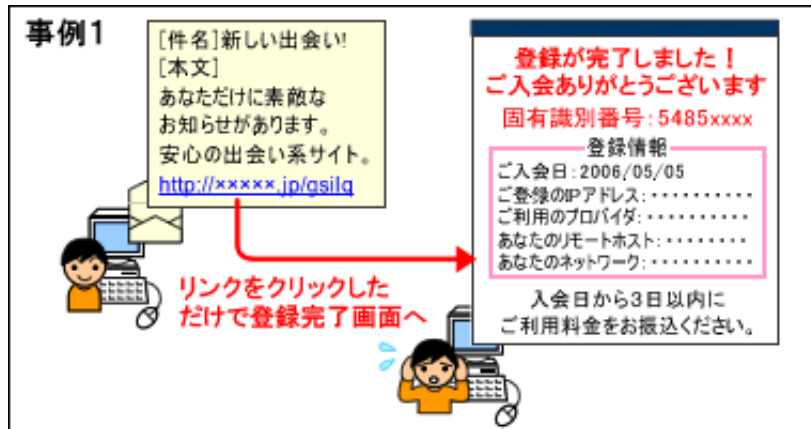 事例1
[件名]新しい出会い!
[本文]
あなただけに素敵な
お知らせがあります。
安心の出会い系サイト。
http://×××××.jp/gsilq
リンクをクリックした
だけで登録完了画面へ
登録が完了しました！
ご入会ありがとうございます
固有識別番号:5485xxxx
登録情報
ご入会日:2006/05/05
ご登録のIPアドレス:・・・・・・・・・・
ご利用のプロバイダ:・・・・・・・・・・
あなたのリモートホスト:・・・・・・・・
あなたのネットワーク:・・・・・・・・・
入会日から3日以内に
ご利用料金をお振込ください。